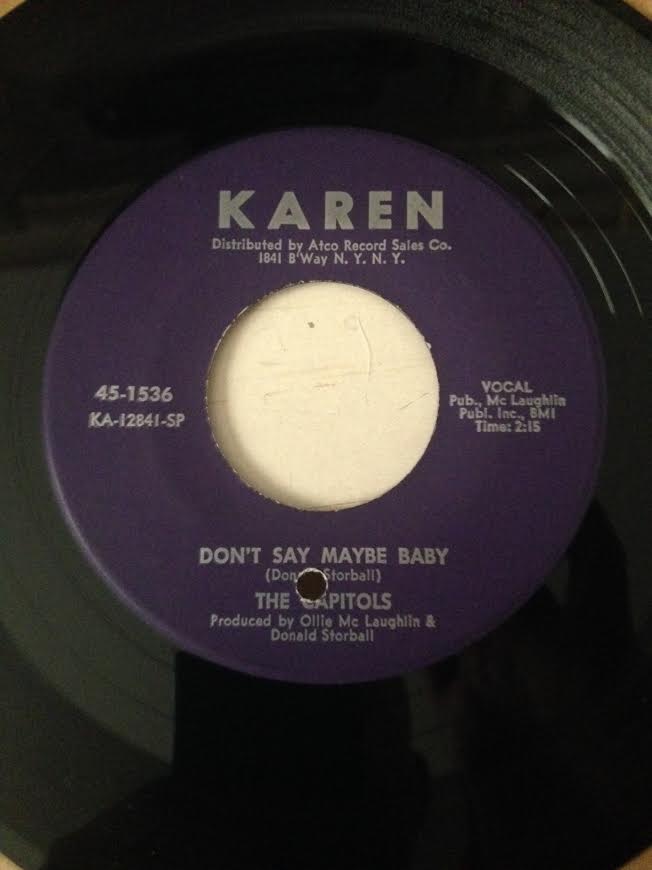 KAREN
Distributed by Atco Record Sales Co.
1841 B'Way N. Y. N. Y.
45-1536
KA-12841-SP
VOCAL
Pub., Mc Laughlin
Publ. Inc., BMI
Time: 2:15
DON'T SAY MAYBE BABY
Storball)
THE CAPITOLS
Produced by Ollie Mc Laughlin &
Donald Storball